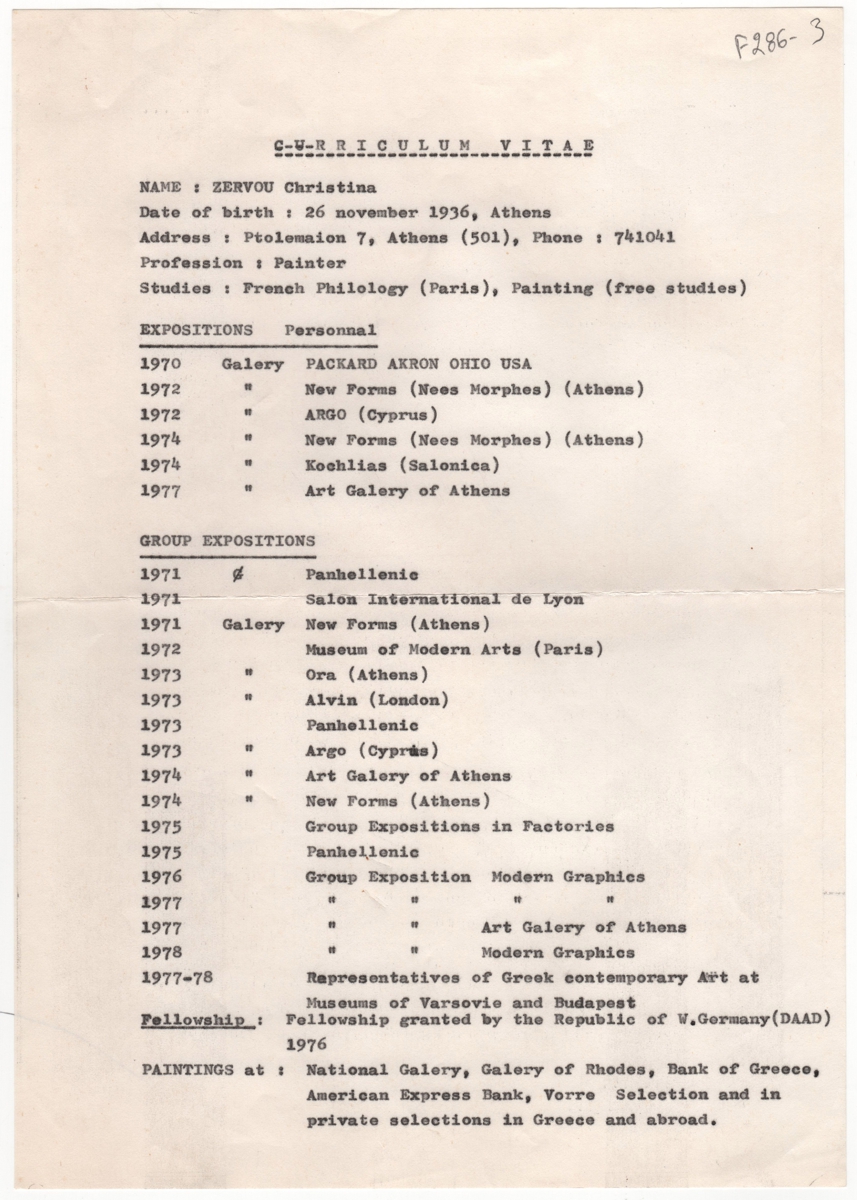 F286-3
C-U-R R I C U L U M   V I T A E
NAME : ZERVOU Christina
Date of birth : 26 november 1936, Athens
Address : Ptolemaion 7, Athens (501), Phone : 741041
Profession : Painter
Studies : French Philology (Paris), Painting (free studies)
EXPOSITIONS   Personnal
1970   Galery   PACKARD AKRON OHIO USA
1972   "   New Forms (Nees Morphes) (Athens)
1972   "   ARGO (Cyprus)
1974   "   New Forms (Nees Morphes) (Athens)
1974   "   Kochlias (Salonica)
1977   "   Art Galery of Athens
GROUP EXPOSITIONS
1971   Panhellenic
1971   Salon International de Lyon
1971   Galery   New Forms (Athens)
1972   Museum of Modern Arts (Paris)
1973   "   Ora (Athens)
1973   "   Alvin (London)
1973   Panhellenic
1973   "   Argo (Cyprus)
1974   "   Art Galery of Athens
1974   "   New Forms (Athens)
1975   Group Expositions in Factories
1975   Panhellenic
1976   Group Exposition   Modern Graphics
1977   "   "   "   "
1977   "   "   Art Galery of Athens
1978   "   "   Modern Graphics
1977-78   Representatives of Greek contemporary Art at
Museums of Varsovie and Budapest
Fellowship :   Fellowship granted by the Republic of W.Germany(DAAD)
1976
PAINTINGS at :   National Galery, Galery of Rhodes, Bank of Greece,
American Express Bank, Vorre   Selection and in
private selections in Greece and abroad.